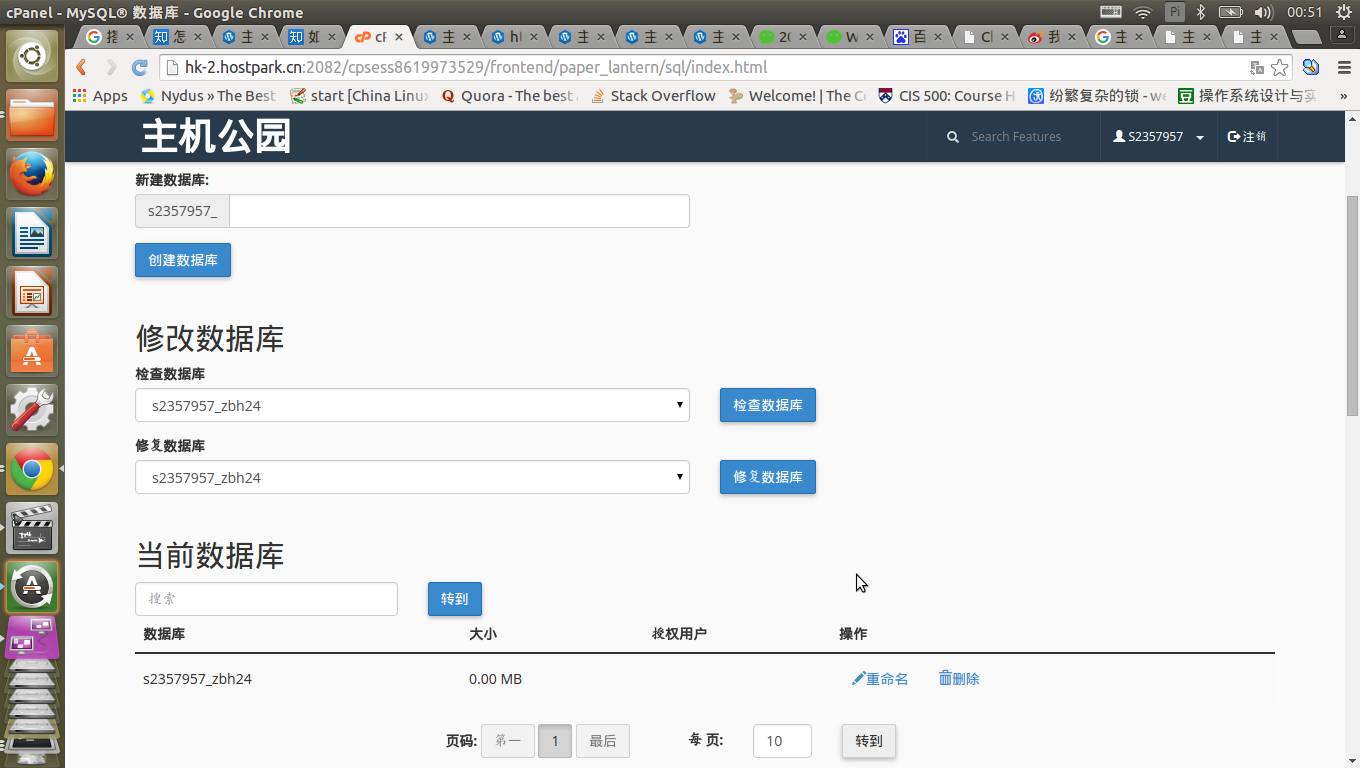 cPanel - MySQL® 数据库 - Google Chrome
Pi
00:51
搭
怎
主
如
cP
主
hl
主
主
主
20
W
百
Cl
我
主
主
主
hk-2.hostpark.cn:2082/cpsess8619973529/frontend/paper_lantern/sql/index.html
Apps
Nydus » The Best
start [China Linu
Quora - The best
Stack Overflow
Welcome! | The Co
CIS 500: Course H
纷繁复杂的锁 - we
操作系统设计与实
»
主机公园
Search Features
S2357957
注销
新建数据库:
s2357957_
创建数据库
修改数据库
检查数据库
s2357957_zbh24
检查数据库
修复数据库
s2357957_zbh24
修复数据库
当前数据库
搜索
转到
数据库 大小 授权用户 操作
s2357957_zbh24 0.00 MB 重命名 删除
页码: 第一 1 最后 每 页: 10 转到